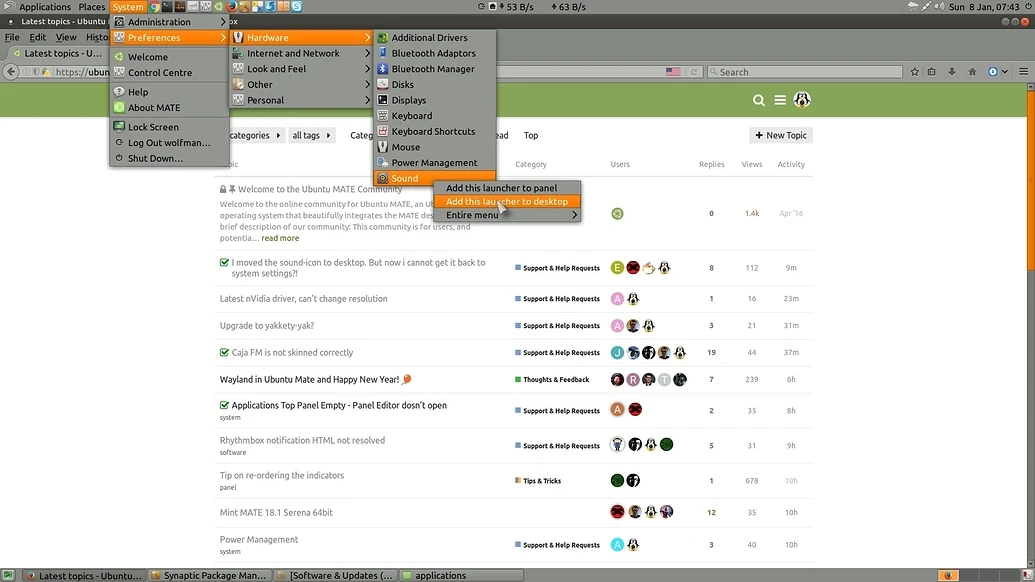 Applications Places System 53 B/s 63 B/s Sun 8 Jan, 07:43
Latest topics - Ubuntu
ox
File Edit View Histo
Latest topics - U...
https://ubun
Search
Administration
Preferences
Welcome
Control Centre
Help
About MATE
Lock Screen
Log Out wolfman...
Shut Down...
Hardware
Internet and Network
Look and Feel
Other
Personal
Additional Drivers
Bluetooth Adaptors
Bluetooth Manager
Disks
Displays
Keyboard
Keyboard Shortcuts
Mouse
Power Management
Sound
Add this launcher to panel
Add this launcher to desktop
Entire menu
categories all tags Categ ead Top + New Topic
opic Category Users Replies Views Activity
Welcome to the Ubuntu MATE Community
Welcome to the online community for Ubuntu MATE, an Ub
operating system that beautifully integrates the MATE des
brief description of our community: This community is for users, and
potentia... read more
0 1.4k Apr '16
I moved the sound-icon to desktop. But now i cannot get it back to
system settings?!
Support & Help Requests E 8 112 9m
Latest nVidia driver, can't change resolution Support & Help Requests A 1 16 23m
Upgrade to yakkety-yak? Support & Help Requests A 3 21 31m
Caja FM is not skinned correctly Support & Help Requests J 19 44 37m
Wayland in Ubuntu Mate and Happy New Year! Thoughts & Feedback R T 7 239 6h
Applications Top Panel Empty - Panel Editor dosn't open
system
Support & Help Requests A 2 35 8h
Rhythmbox notification HTML not resolved
software
Support & Help Requests 5 31 9h
Tip on re-ordering the indicators
panel
Tips & Tricks 1 678 10h
Mint MATE 18.1 Serena 64bit 12 35 10h
Power Management
system
Support & Help Requests A 3 40 10h
Latest topics - Ubuntu... Synaptic Package Man... [Software & Updates (... applications